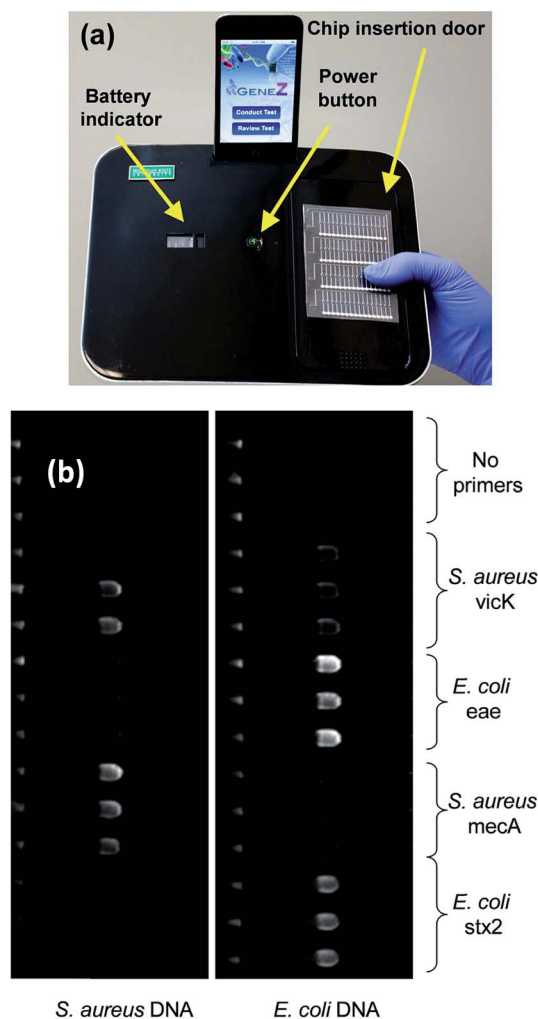 (a)
Chip insertion door
Power
button
Battery
indicator
GENEZ
Conduct Test
Review Test
(b)
No
primers
S. aureus
vicK
E. coli
eae
S. aureus
mecA
E. coli
stx2
S. aureus DNA
E. coli DNA